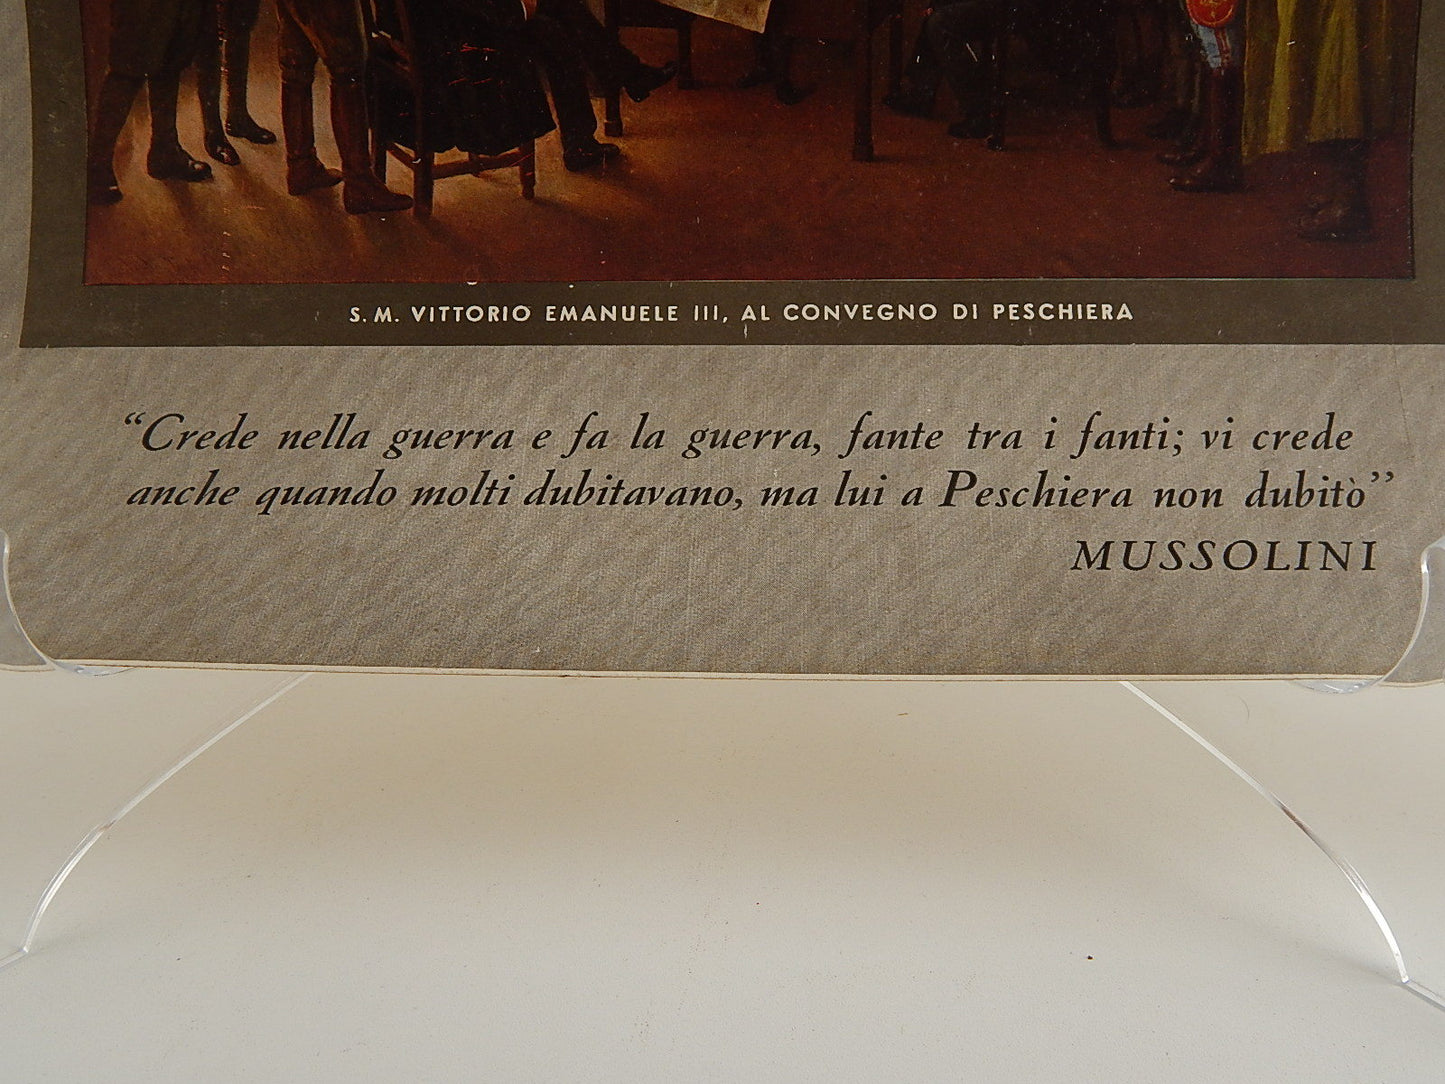 S. M. VITTORIO EMANUELE III, AL CONVEGNO DI PESCHIERA
“Crede nella guerra e fa la guerra, fante tra i fanti; vi crede
anche quando molti dubitavano, ma lui a Peschiera non dubitò”
MUSSOLINI